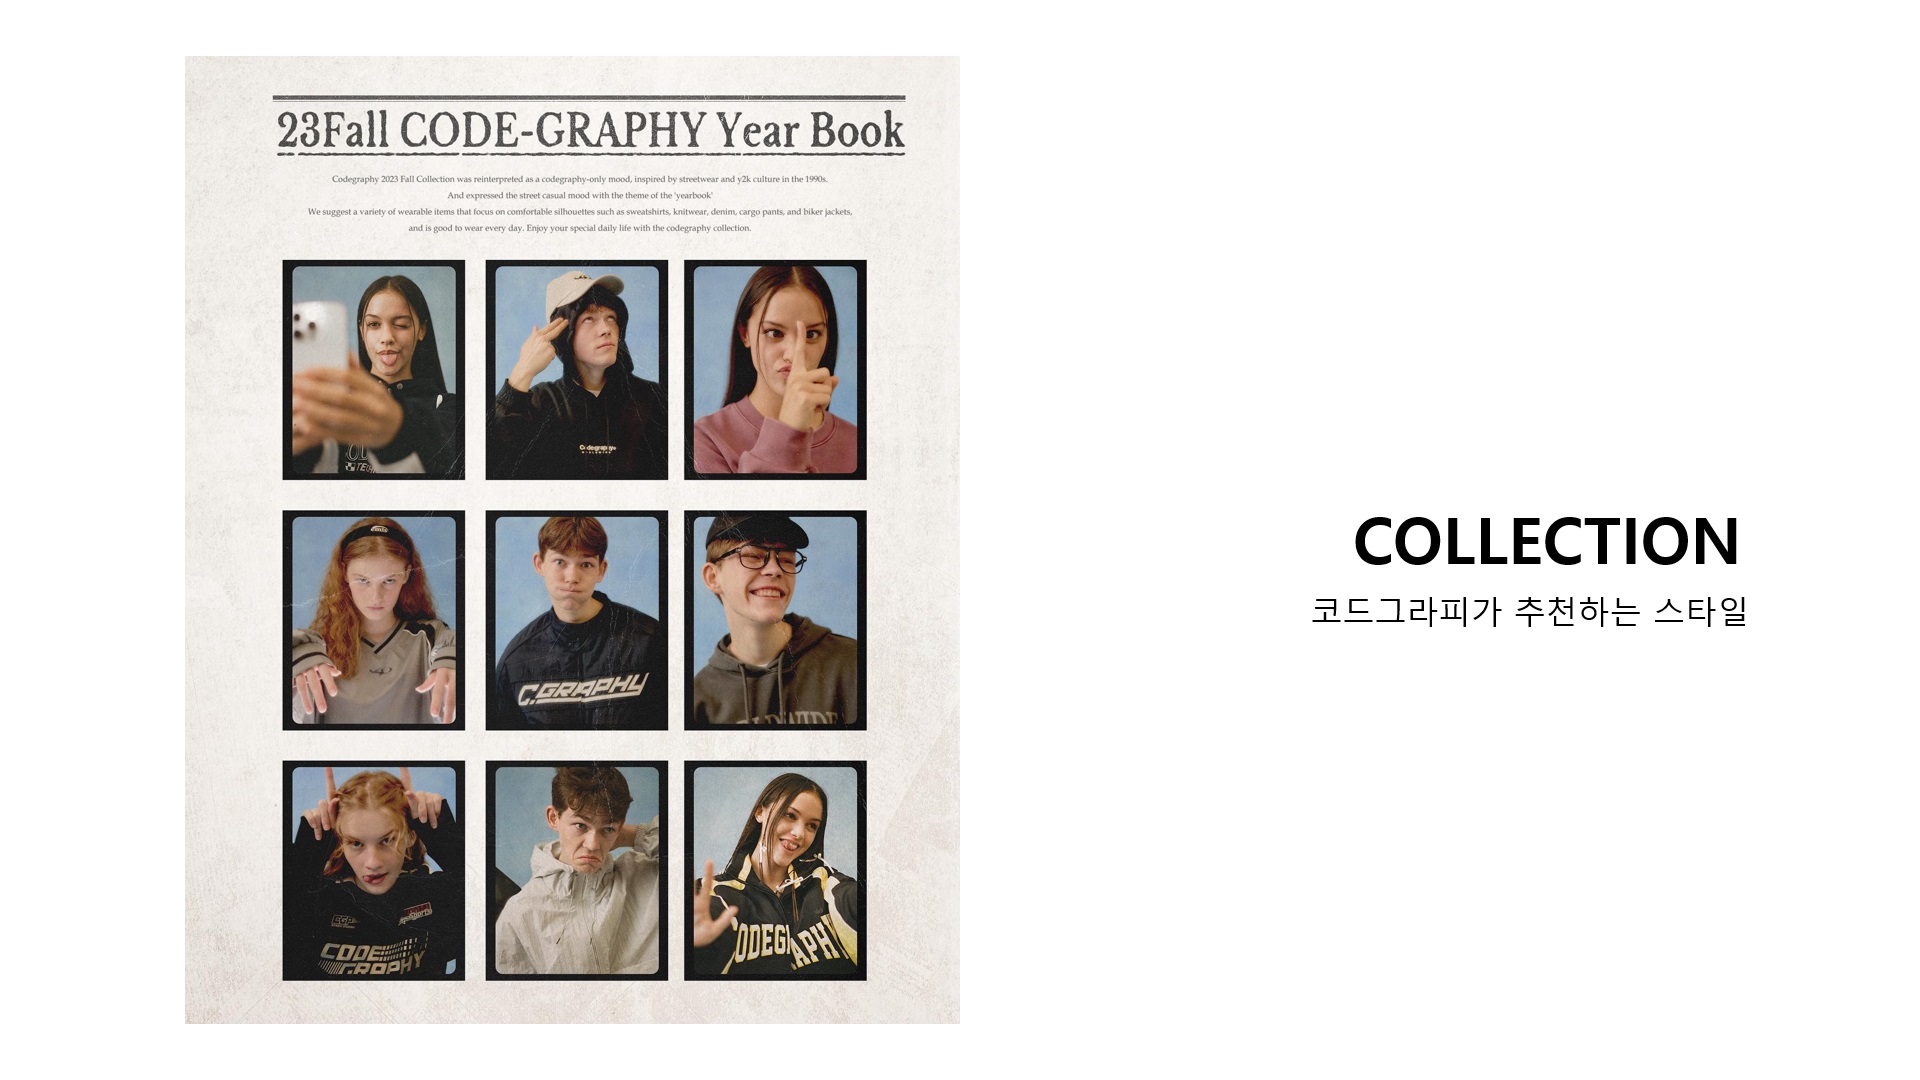 23Fall CODE-GRAPHY Year Book
Codegraphy 2023 Fall Collection was reinterpreted as a codegraphy-only mood, inspired by streetwear and y2k culture in the 1990s.
And expressed the street casual mood with the theme of the 'yearbook'
We suggest a variety of wearable items that focus on comfortable silhouettes such as sweatshirts, knitwear, denim, cargo pants, and biker jackets,
and is good to wear every day. Enjoy your special daily life with the codegraphy collection.
Codegraphy
C.GRAPHY
CODE
GRAPHY
COLLECTION
코드그라피가 추천하는 스타일